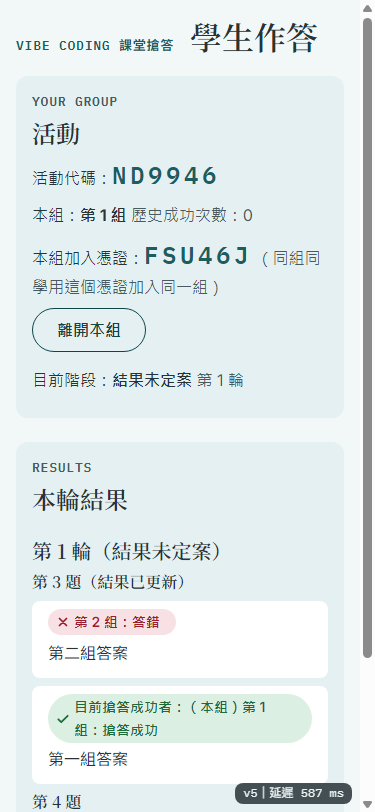 VIBE CODING 課堂搶答 學生作答
YOUR GROUP
活動
活動代碼：ND9946
本組：第 1 組 歷史成功次數：0
本組加入憑證：FSU46J （同組同
學用這個憑證加入同一組）
離開本組
目前階段：結果未定案 第 1 輪
RESULTS
本輪結果
第 1 輪（結果未定案）
第 3 題（結果已更新）
✕ 第 2 組：答錯
第二組答案
✓ 目前搶答成功者：（本組）第 1
組：搶答成功
第一組答案
第 4 題
v5 | 延遲 587 ms